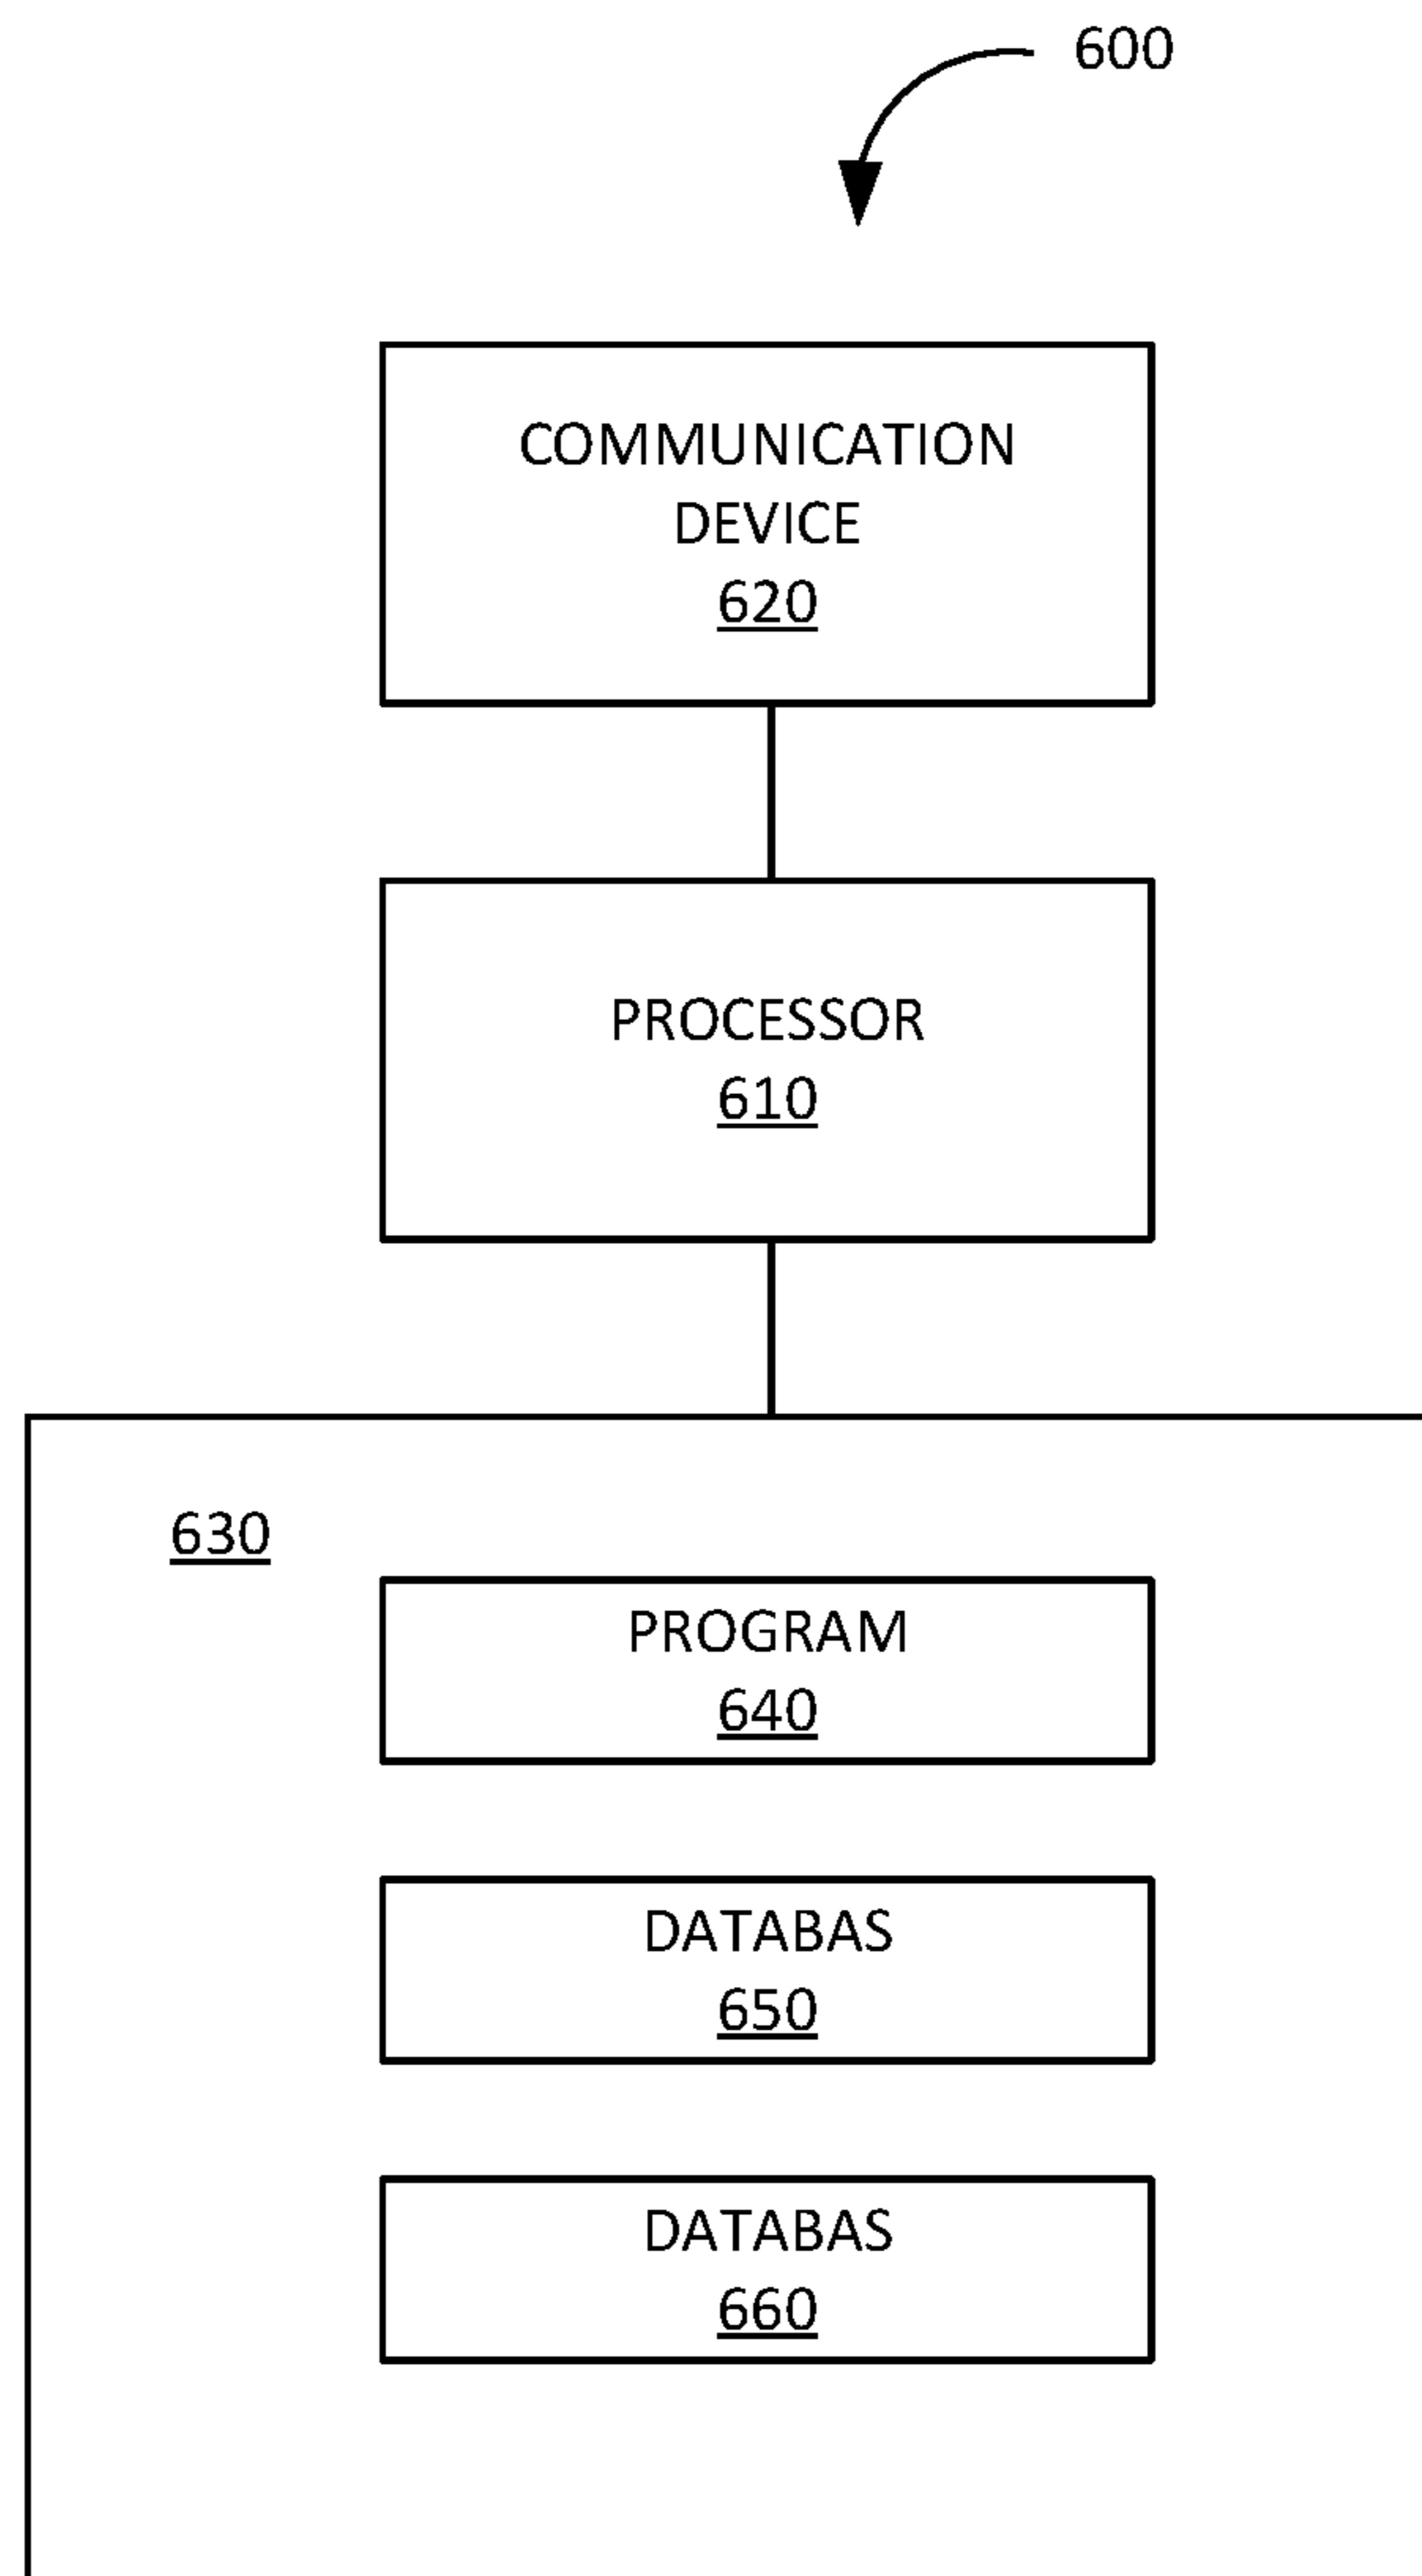 600
COMMUNICATION
DEVICE
620
PROCESSOR
610
630
PROGRAM
640
DATABAS
650
DATABAS
660